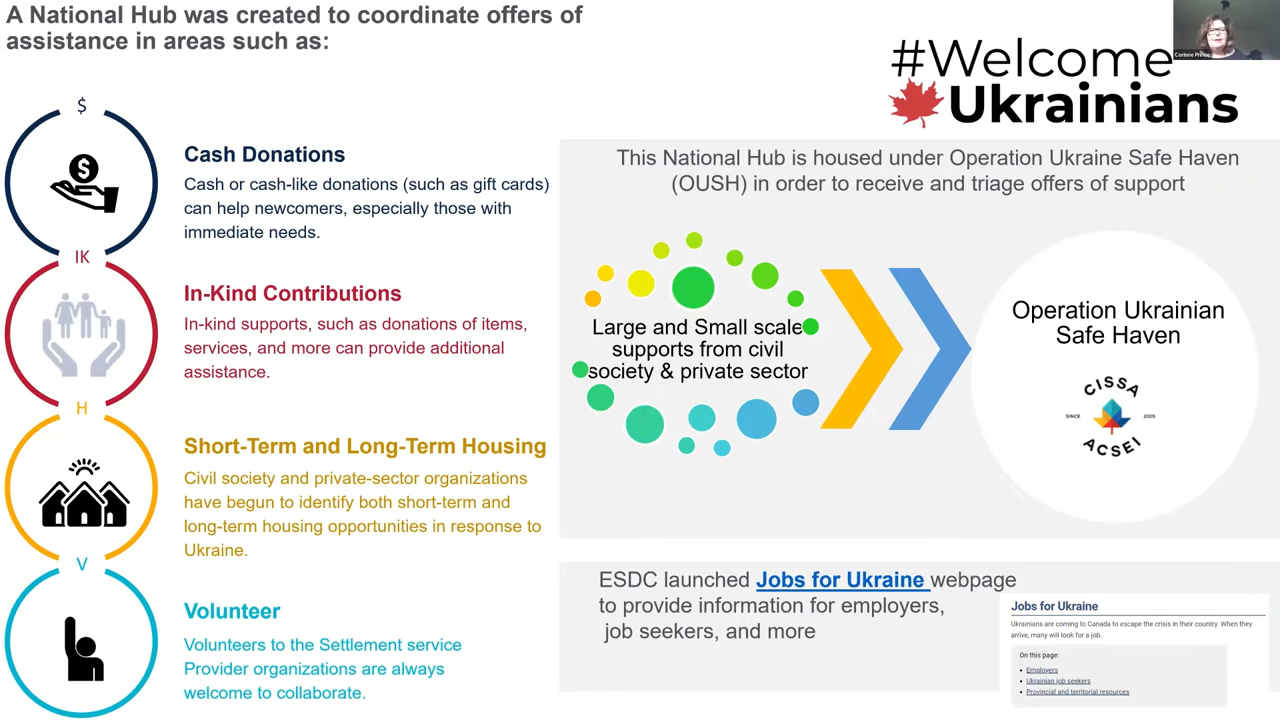 A National Hub was created to coordinate offers of
assistance in areas such as:
$
$
Cash Donations
Cash or cash-like donations (such as gift cards)
can help newcomers, especially those with
immediate needs.
IK
In-Kind Contributions
In-kind supports, such as donations of items,
services, and more can provide additional
assistance.
H
Short-Term and Long-Term Housing
Civil society and private-sector organizations
have begun to identify both short-term and
long-term housing opportunities in response to
Ukraine.
V
Volunteer
Volunteers to the Settlement service
Provider organizations are always
welcome to collaborate.
#Welcome
Ukrainians
Corinne Prince
This National Hub is housed under Operation Ukraine Safe Haven
(OUSH) in order to receive and triage offers of support
Large and Small scale
supports from civil
society & private sector
Operation Ukrainian
Safe Haven
CISSA
SINCE 2005
ACSEI
ESDC launched Jobs for Ukraine webpage
to provide information for employers,
job seekers, and more
Jobs for Ukraine
Ukrainians are coming to Canada to escape the crisis in their country. When they
arrive, many will look for a job.
On this page:
• Employers
• Ukrainian job seekers
• Provincial and territorial resources